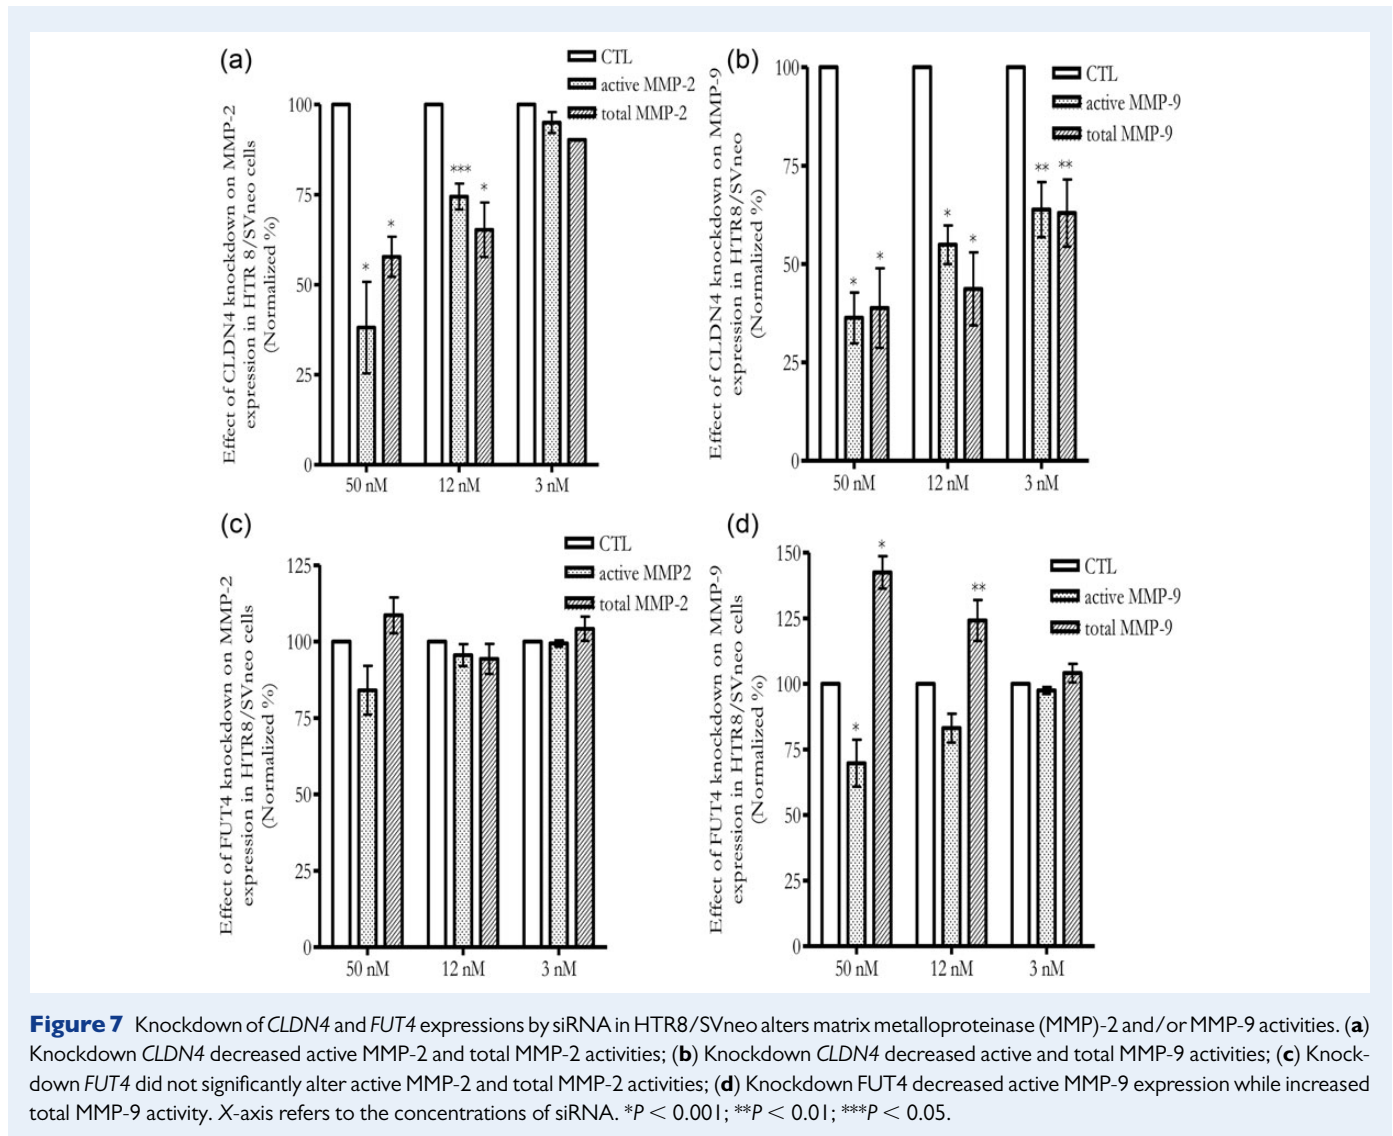 (a)
CTL
active MMP-2
total MMP-2
Effect of CLDN4 knockdown on MMP-2
expression in HTR 8/SVneo cells
(Normalized %)
100
75
50
25
0
*
*
***
*
50 nM
12 nM
3 nM
(b)
CTL
active MMP-9
total MMP-9
Effect of CLDN4 knockdown on MMP-9
expression in HTR8/SVneo
(Normalized %)
100
75
50
25
0
*
*
*
*
**
**
50 nM
12 nM
3 nM
(c)
CTL
active MMP2
total MMP-2
Effect of FUT4 knockdown on MMP-2
expression in HTR8/SVneo cells
(Normalized %)
125
100
75
50
25
0
50 nM
12 nM
3 nM
(d)
CTL
active MMP-9
total MMP-9
Effect of FUT4 knockdown on MMP-9
expression in HTR8/SVneo cells
(Normalized %)
150
125
100
75
50
25
0
*
*
**
50 nM
12 nM
3 nM
Figure 7 Knockdown of CLDN4 and FUT4 expressions by siRNA in HTR8/SVneo alters matrix metalloproteinase (MMP)-2 and/or MMP-9 activities. (a)
Knockdown CLDN4 decreased active MMP-2 and total MMP-2 activities; (b) Knockdown CLDN4 decreased active and total MMP-9 activities; (c) Knock-
down FUT4 did not significantly alter active MMP-2 and total MMP-2 activities; (d) Knockdown FUT4 decreased active MMP-9 expression while increased
total MMP-9 activity. X-axis refers to the concentrations of siRNA. *P < 0.001; **P < 0.01; ***P < 0.05.